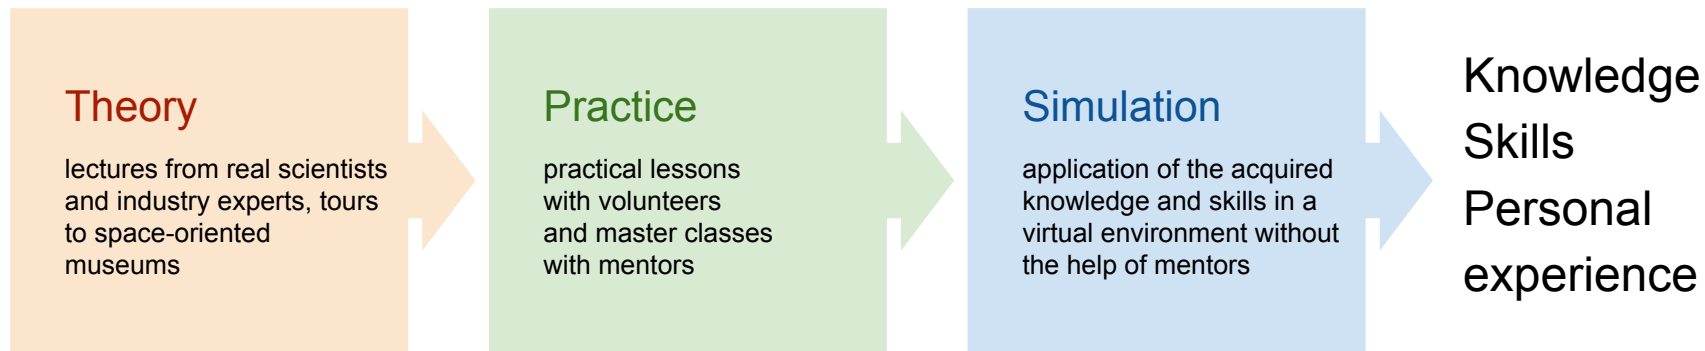 Theory
lectures from real scientists
and industry experts, tours
to space-oriented
museums
Practice
practical lessons
with volunteers
and master classes
with mentors
Simulation
application of the acquired
knowledge and skills in a
virtual environment without
the help of mentors
Knowledge
Skills
Personal
experience